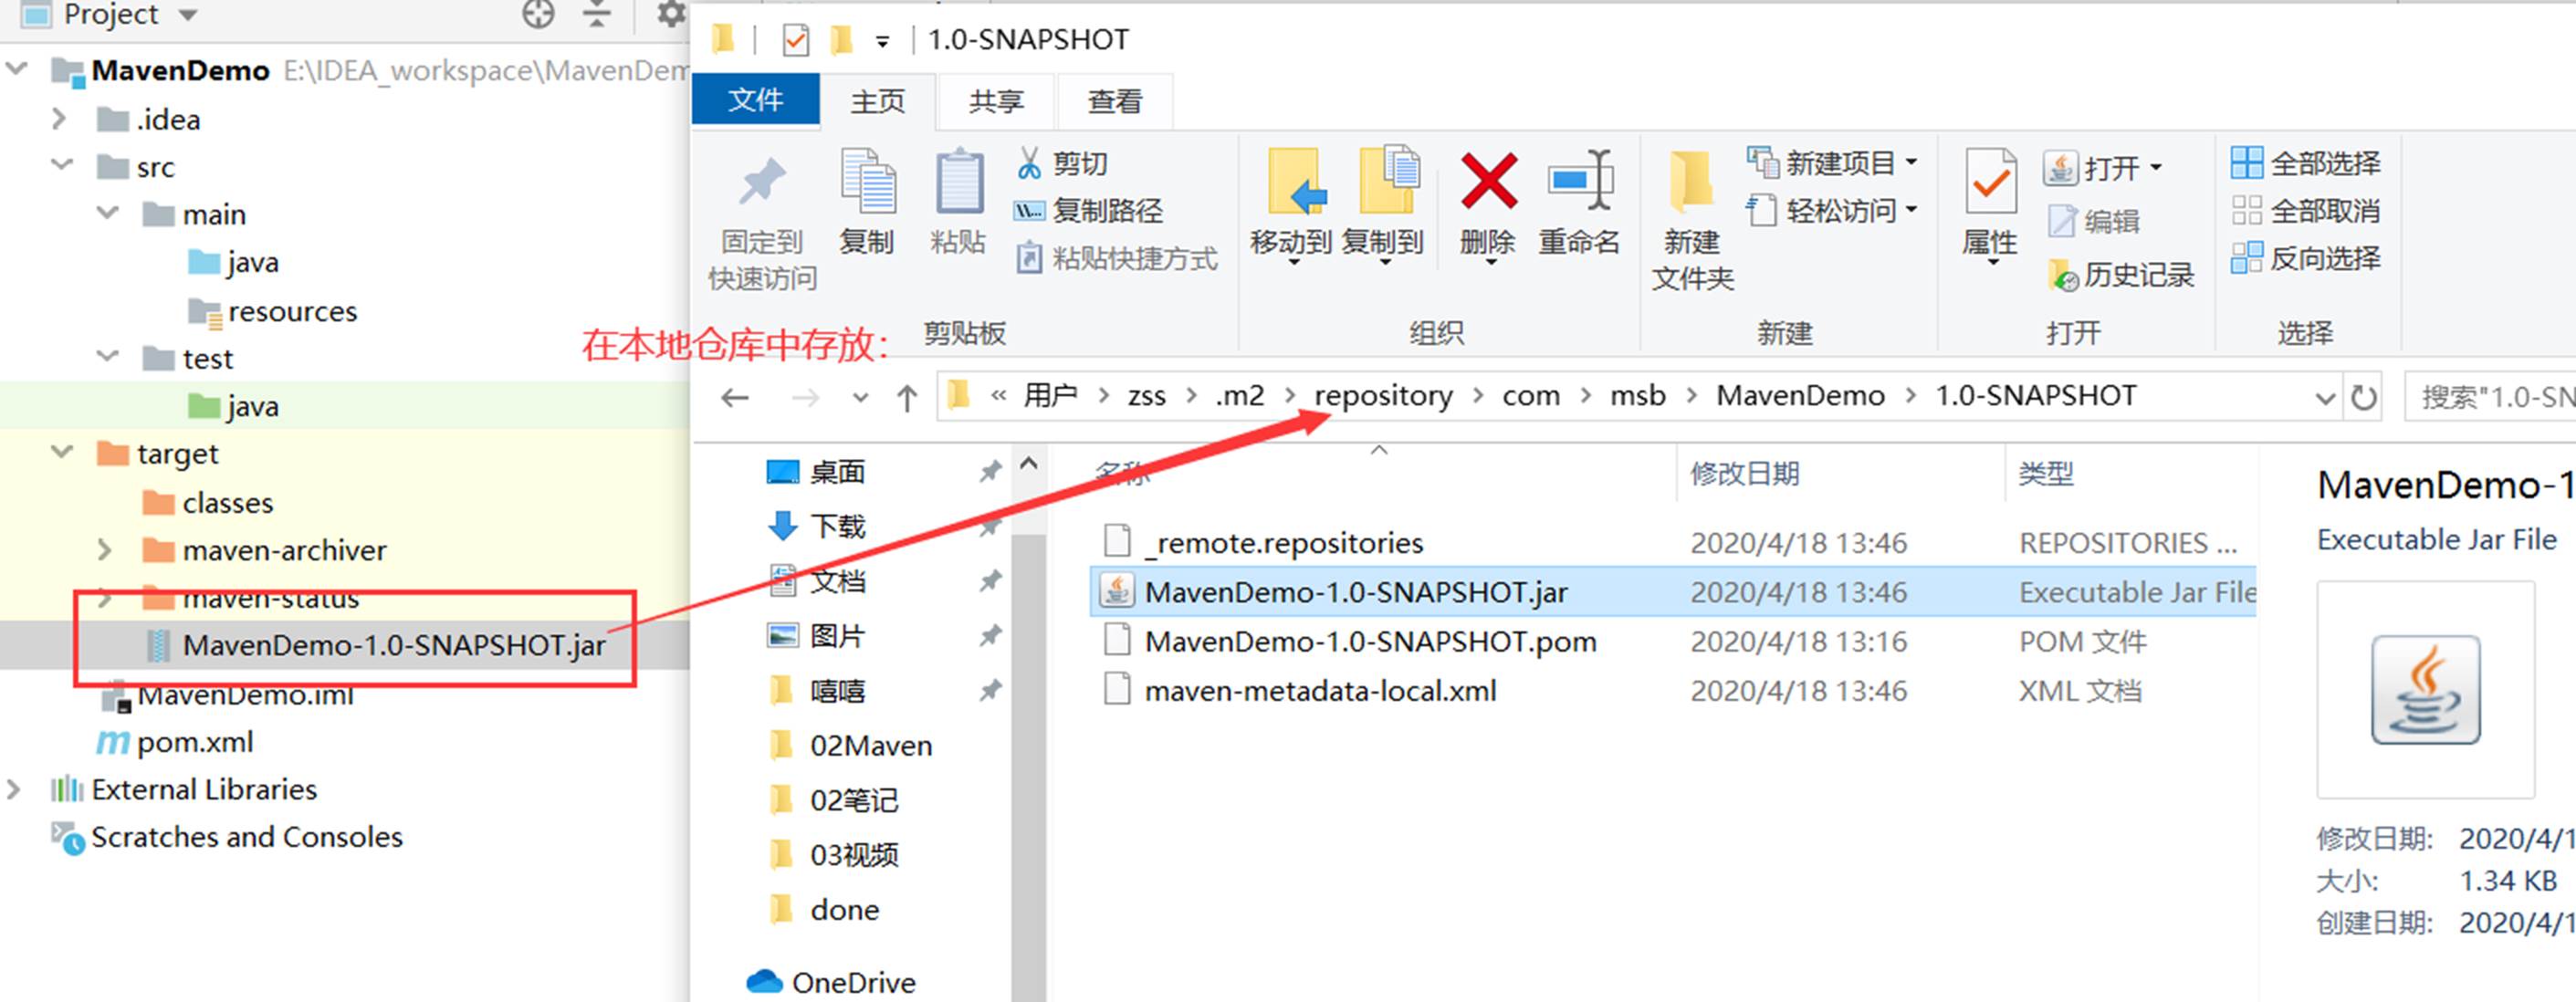 Project
MavenDemo E:\IDEA_workspace\MavenDem
.idea
src
main
java
resources
test
java
target
classes
maven-archiver
maven-status
MavenDemo-1.0-SNAPSHOT.jar
MavenDemo.iml
pom.xml
External Libraries
Scratches and Consoles
1.0-SNAPSHOT
文件 主页 共享 查看
固定到
快速访问
复制
粘贴
剪切
复制路径
粘贴快捷方式
剪贴板
移动到
复制到
删除
重命名
组织
新建
文件夹
新建项目
轻松访问
新建
属性
打开
编辑
历史记录
打开
全部选择
全部取消
反向选择
选择
在本地仓库中存放:
« 用户 > zss > .m2 > repository > com > msb > MavenDemo > 1.0-SNAPSHOT
搜索"1.0-SN
桌面
下载
文档
图片
嘻嘻
02Maven
02笔记
03视频
done
OneDrive
名称 修改日期 类型
_remote.repositories 2020/4/18 13:46 REPOSITORIES ...
MavenDemo-1.0-SNAPSHOT.jar 2020/4/18 13:46 Executable Jar File
MavenDemo-1.0-SNAPSHOT.pom 2020/4/18 13:16 POM 文件
maven-metadata-local.xml 2020/4/18 13:46 XML 文档
MavenDemo-1
Executable Jar File
修改日期: 2020/4/1
大小: 1.34 KB
创建日期: 2020/4/1